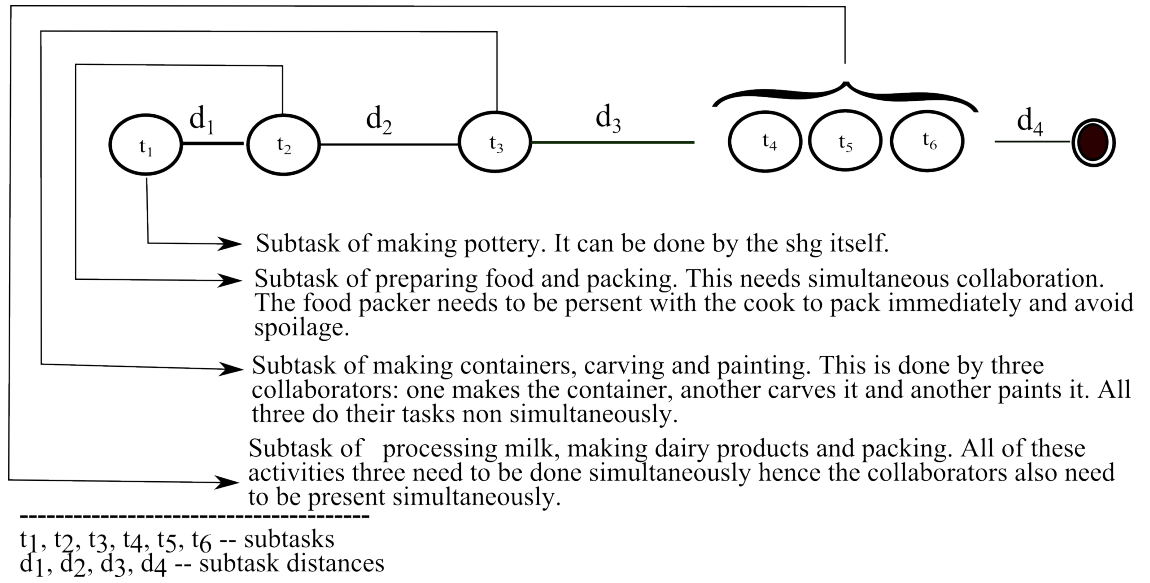 d1 d2 d3 d4
t1 t2 t3 t4 t5 t6
Subtask of making pottery. It can be done by the shg itself.
Subtask of preparing food and packing. This needs simultaneous collaboration.
The food packer needs to be persent with the cook to pack immediately and avoid
spoilage.
Subtask of making containers, carving and painting. This is done by three
collaborators: one makes the container, another carves it and another paints it. All
three do their tasks non simultaneously.
Subtask of processing milk, making dairy products and packing. All of these
activities three need to be done simultaneously hence the collaborators also need
to be present simultaneously.
t1, t2, t3, t4, t5, t6 -- subtasks
d1, d2, d3, d4 -- subtask distances